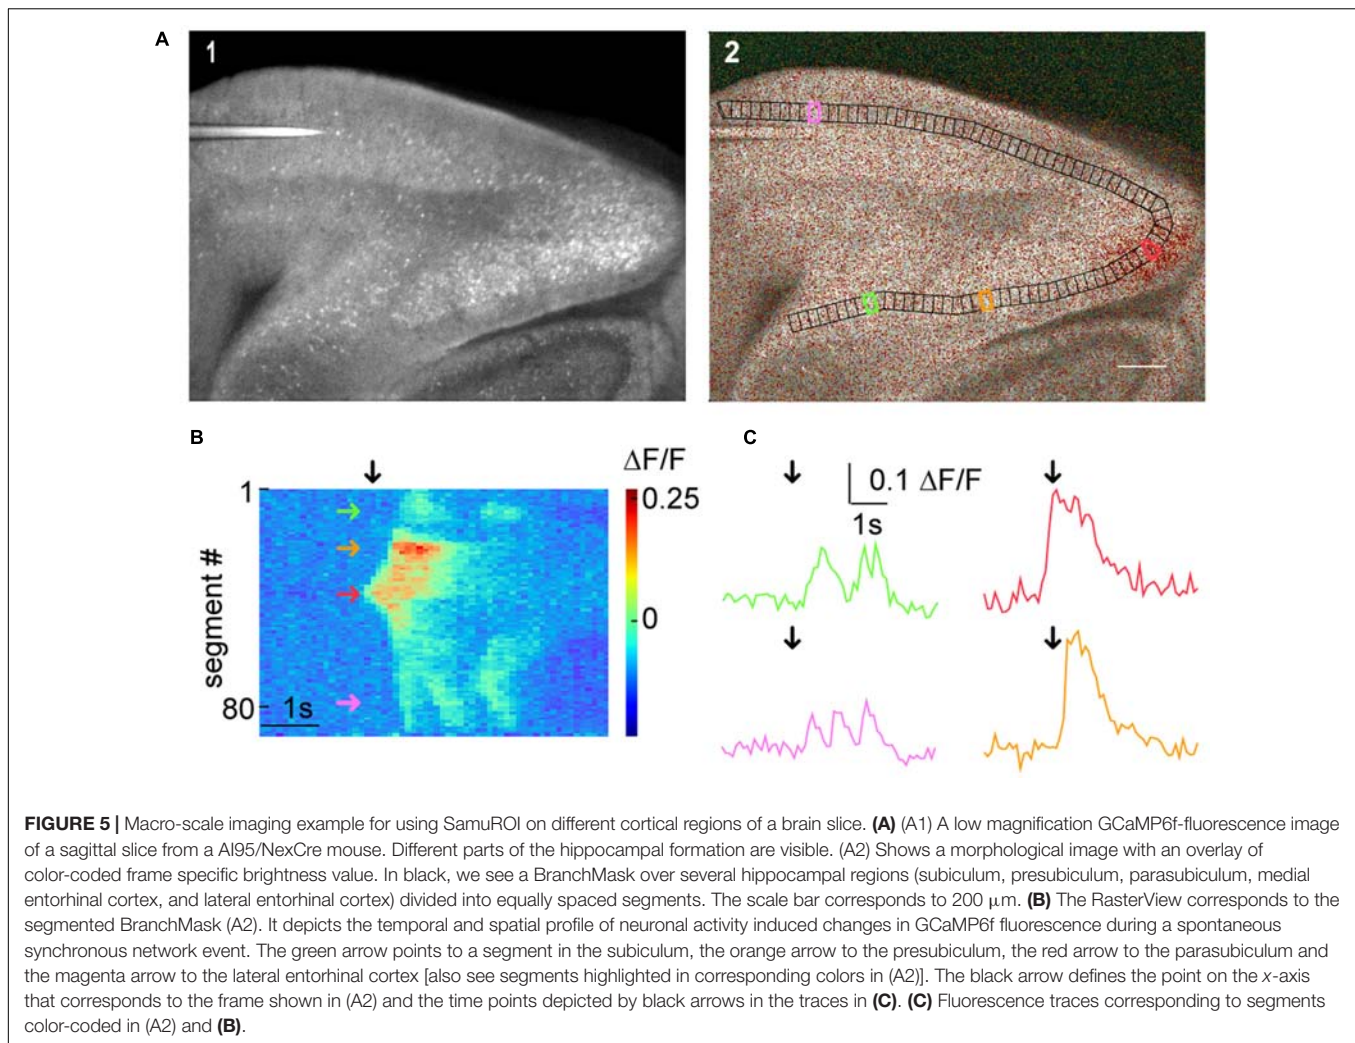 A
1
2
B
C
ΔF/F
1
0.25
0
segment #
80
1s
0.1 ΔF/F
1s
FIGURE 5 | Macro-scale imaging example for using SamuROI on different cortical regions of a brain slice. (A) (A1) A low magnification GCaMP6f-fluorescence image
of a sagittal slice from a AI95/NexCre mouse. Different parts of the hippocampal formation are visible. (A2) Shows a morphological image with an overlay of
color-coded frame specific brightness value. In black, we see a BranchMask over several hippocampal regions (subiculum, presubiculum, parasubiculum, medial
entorhinal cortex, and lateral entorhinal cortex) divided into equally spaced segments. The scale bar corresponds to 200 μm. (B) The RasterView corresponds to the
segmented BranchMask (A2). It depicts the temporal and spatial profile of neuronal activity induced changes in GCaMP6f fluorescence during a spontaneous
synchronous network event. The green arrow points to a segment in the subiculum, the orange arrow to the presubiculum, the red arrow to the parasubiculum and
the magenta arrow to the lateral entorhinal cortex [also see segments highlighted in corresponding colors in (A2)]. The black arrow defines the point on the x-axis
that corresponds to the frame shown in (A2) and the time points depicted by black arrows in the traces in (C). (C) Fluorescence traces corresponding to segments
color-coded in (A2) and (B).